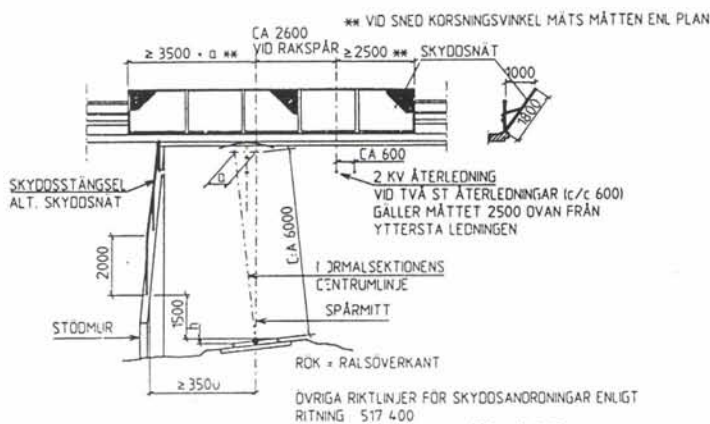 ** VID SNED KORSNINGSVINKEL MÄTS MÅTTEN ENL PLAN
CA 2600
VID RAKSPÅR
≥ 3500 + a **
≥ 2500 **
SKYDDSNÄT
1000
1800
CA 600
SKYDDSSTÄNGSEL
ALT. SKYDDSNÄT
a
CA 6000
2 KV ÅTERLEDNING
VID TVÅ ST ÅTERLEDNINGAR (c/c 600)
GÄLLER MÅTTET 2500 OVAN FRÅN
YTTERSTA LEDNINGEN
2000
NORMALSEKTIONENS
CENTRUMLINJE
1500
h
SPÅRMITT
STÖDMUR
RÖK = RALSÖVERKANT
≥ 3500
ÖVRIGA RIKTLINJER FÖR SKYDDSANORDNINGAR ENLIGT
RITNING 517 400